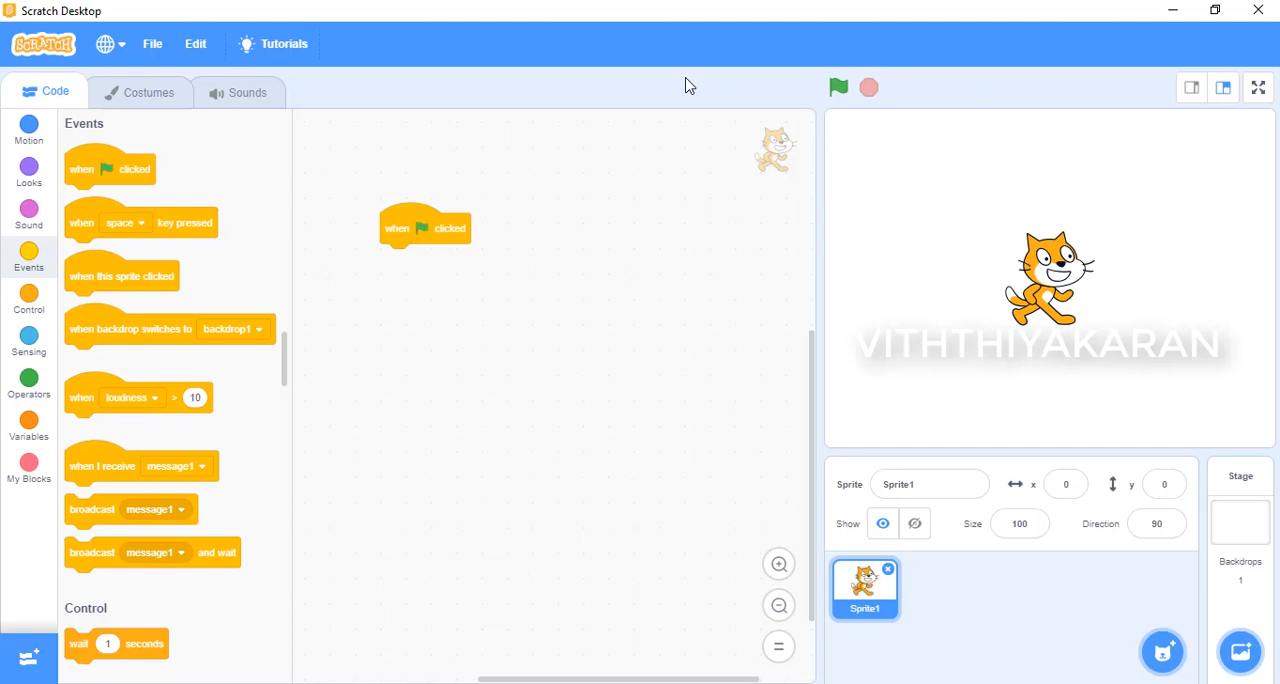 Scratch Desktop
SCRATCH File Edit Tutorials
Code Costumes Sounds
Motion
Looks
Sound
Events
Control
Sensing
Operators
Variables
My Blocks
Events
when clicked
when space key pressed
when this sprite clicked
when backdrop switches to backdrop1
when loudness > 10
when I receive message1
broadcast message1
broadcast message1 and wait
Control
wait 1 seconds
when clicked
VITHTHIYAKARAN
Sprite Sprite1 x 0 y 0
Show Size 100 Direction 90
Sprite1
Stage
Backdrops
1